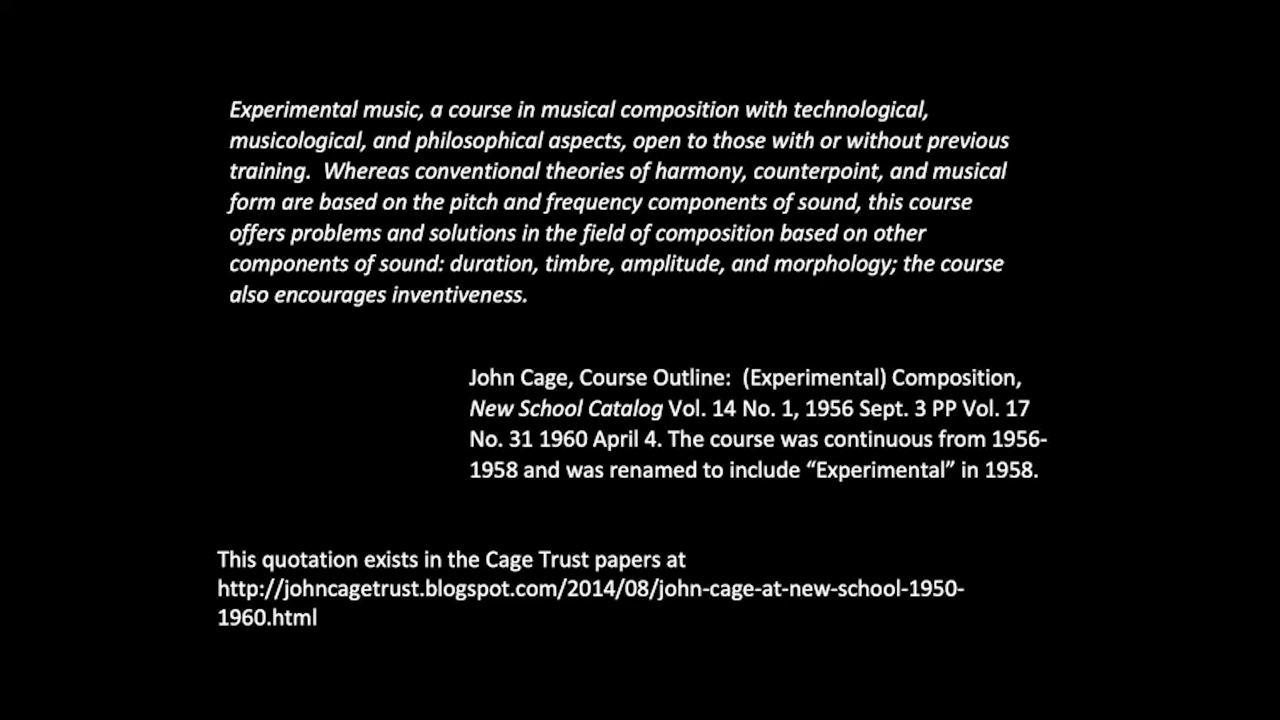 Experimental music, a course in musical composition with technological,
musicological, and philosophical aspects, open to those with or without previous
training.  Whereas conventional theories of harmony, counterpoint, and musical
form are based on the pitch and frequency components of sound, this course
offers problems and solutions in the field of composition based on other
components of sound: duration, timbre, amplitude, and morphology; the course
also encourages inventiveness.
John Cage, Course Outline:  (Experimental) Composition,
New School Catalog Vol. 14 No. 1, 1956 Sept. 3 PP Vol. 17
No. 31 1960 April 4. The course was continuous from 1956-
1958 and was renamed to include “Experimental” in 1958.
This quotation exists in the Cage Trust papers at
http://johncagetrust.blogspot.com/2014/08/john-cage-at-new-school-1950-
1960.html